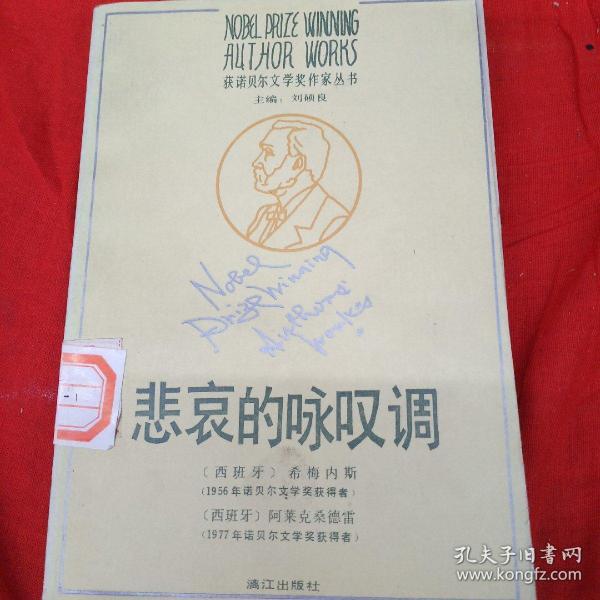 NOBEL PRIZE WINNING
AUTHOR WORKS
获诺贝尔文学奖作家丛书
主编：刘硕良
Nobel
Prize Winning
Authors'
works
-1
悲哀的咏叹调
〔西班牙〕希梅内斯
(1956年诺贝尔文学奖获得者)
〔西班牙〕阿莱克桑德雷
(1977年诺贝尔文学奖获得者)
漓江出版社
孔夫子旧书网
www.kongfz.com